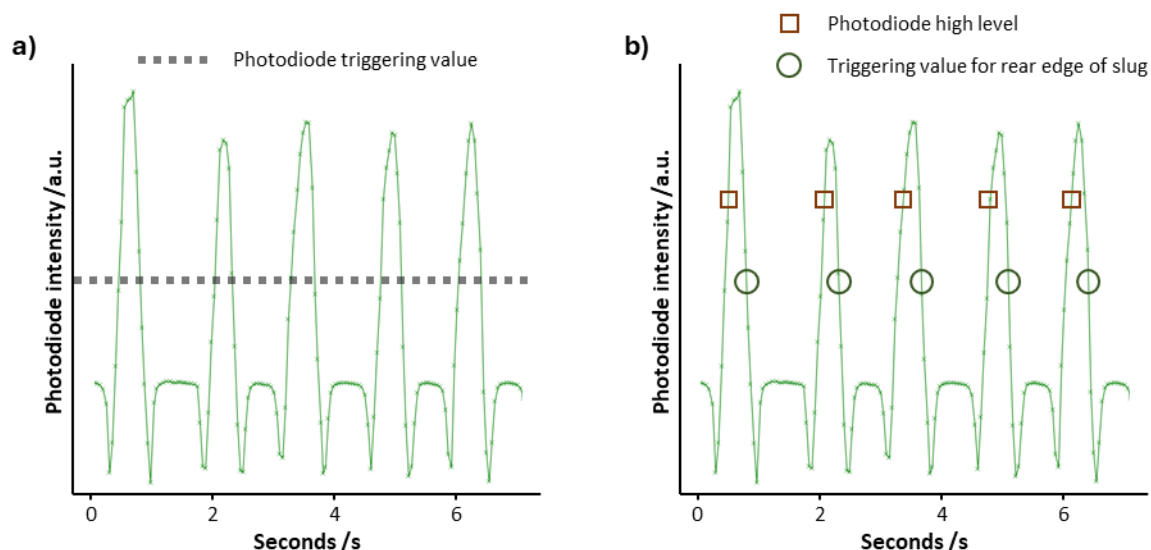 a)
Photodiode triggering value
Photodiode intensity /a.u.
0 2 4 6
Seconds /s
b)
Photodiode high level
Triggering value for rear edge of slug
Photodiode intensity /a.u.
0 2 4 6
Seconds /s